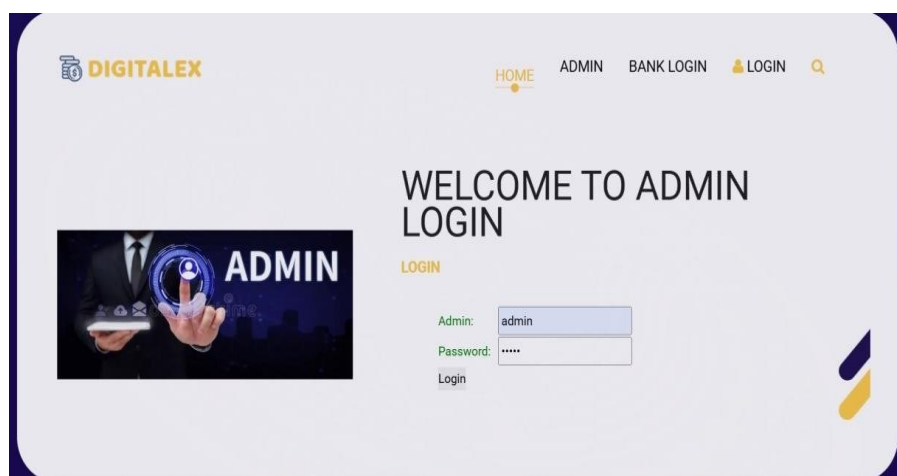 DIGITALEX
HOME ADMIN BANK LOGIN LOGIN
WELCOME TO ADMIN
LOGIN
LOGIN
ADMIN
Admin: admin
Password: •••••
Login